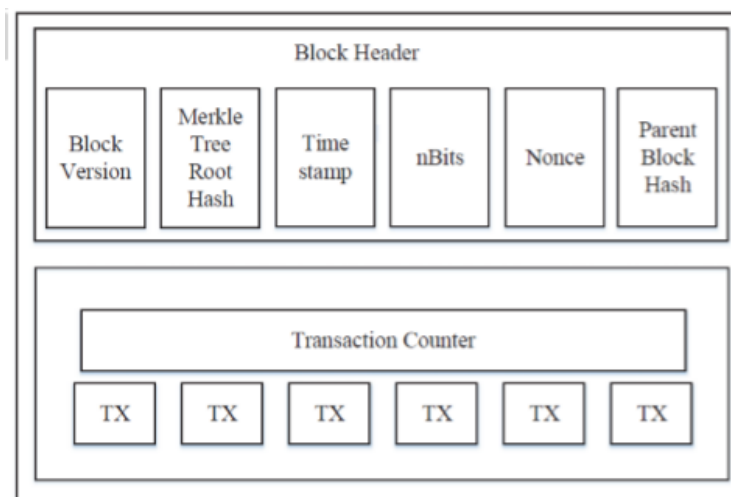 Block Header
Block
Version
Merkle
Tree
Root
Hash
Time
stamp
nBits
Nonce
Parent
Block
Hash
Transaction Counter
TX TX TX TX TX TX